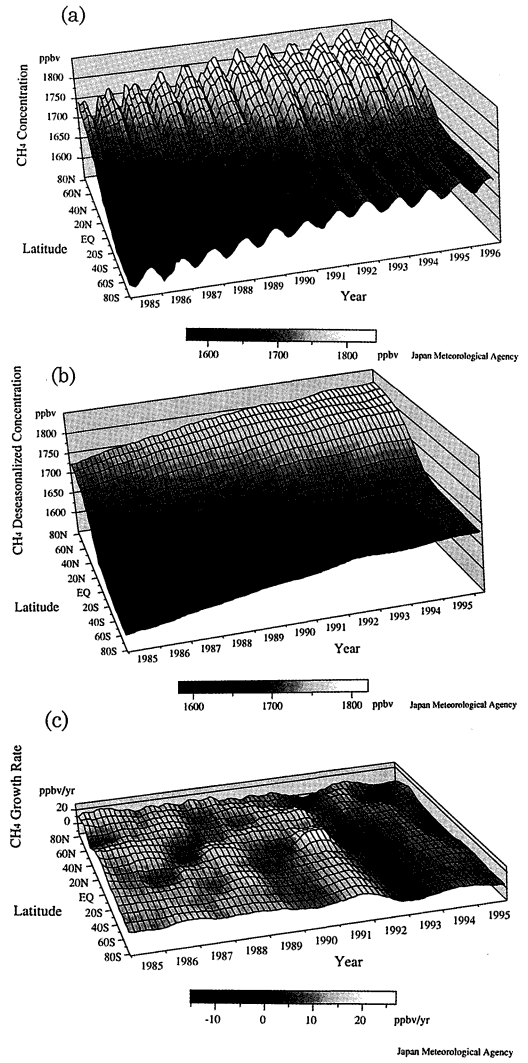 (a)
ppbv
1800
1750
1700
1650
1600
CH4 Concentration
80N
60N
40N
20N
EQ
20S
40S
60S
80S
Latitude
1985 1986 1987 1988 1989 1990 1991 1992 1993 1994 1995 1996
Year
1600 1700 1800 ppbv
Japan Meteorological Agency
(b)
ppbv
1800
1750
1700
1650
1600
CH4 Deseasonalized Concentration
80N
60N
40N
20N
EQ
20S
40S
60S
80S
Latitude
1985 1986 1987 1988 1989 1990 1991 1992 1993 1994 1995
Year
1600 1700 1800 ppbv
Japan Meteorological Agency
(c)
CH4 Growth Rate
ppbv/yr
20
0
80N
60N
40N
20N
EQ
20S
40S
60S
80S
Latitude
1985 1986 1987 1988 1989 1990 1991 1992 1993 1994 1995
Year
-10 0 10 20 ppbv/yr
Japan Meteorological Agency